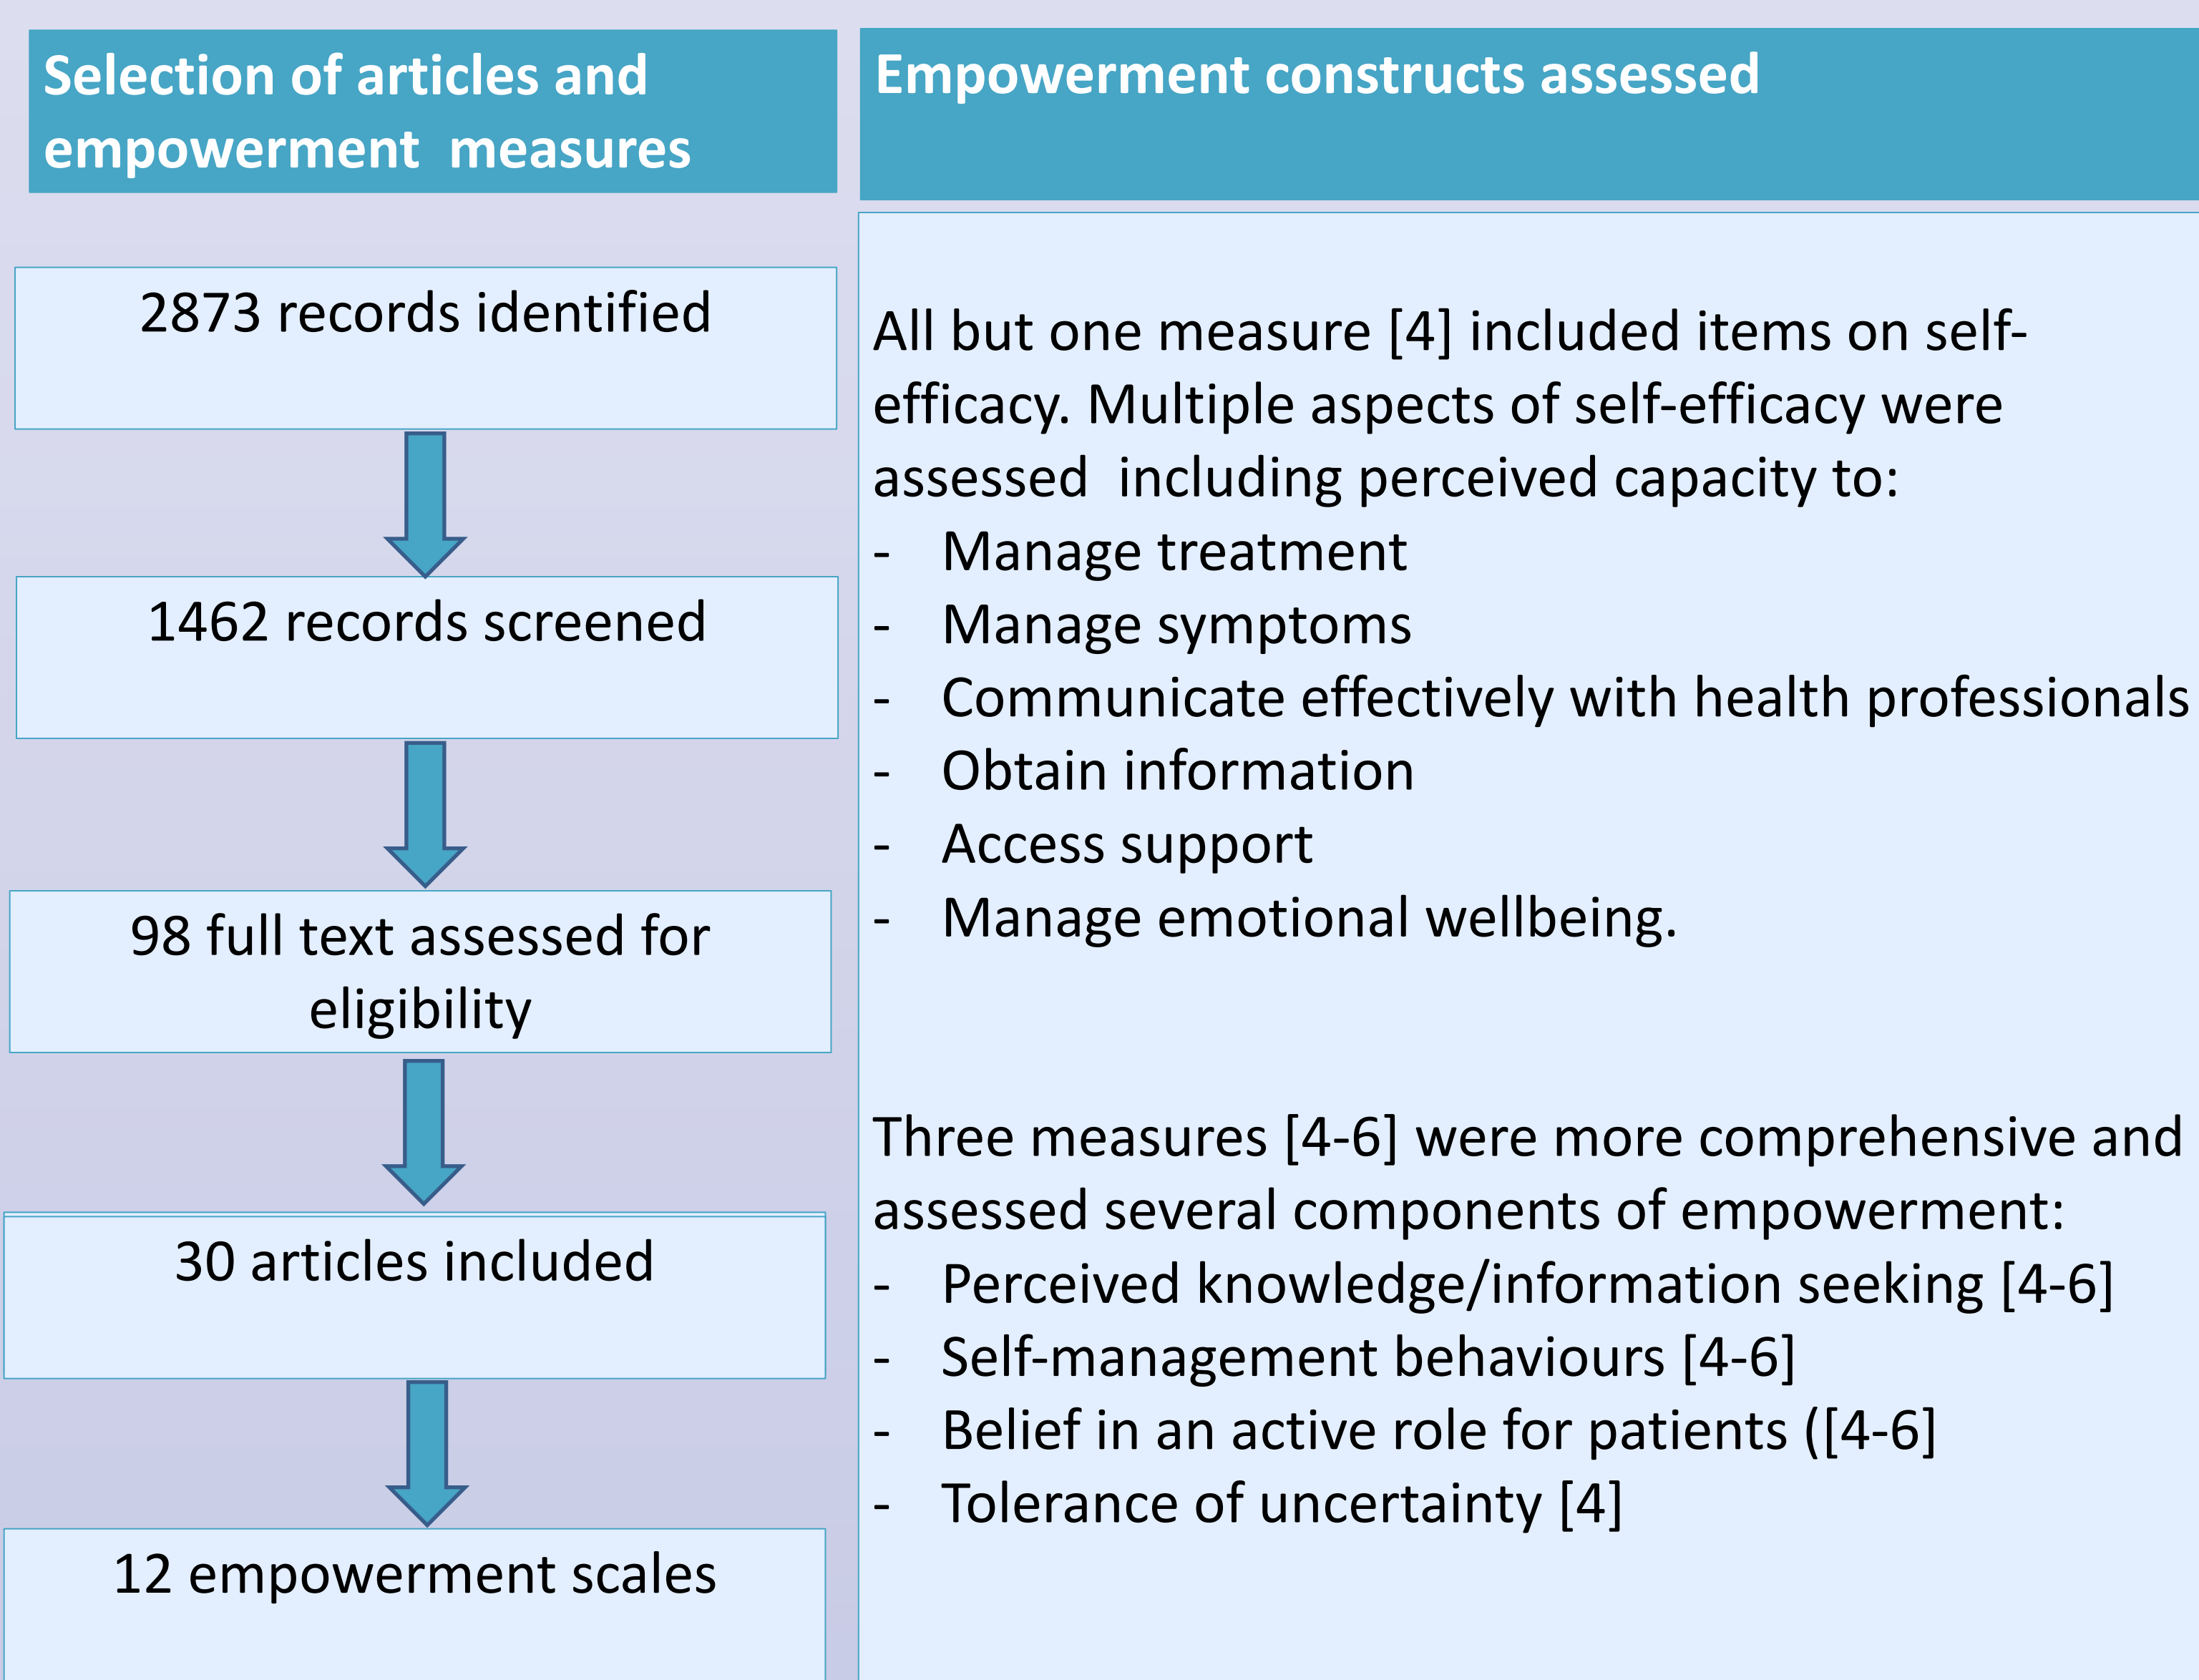 Selection of articles and
empowerment measures
2873 records identified
1462 records screened
98 full text assessed for
eligibility
30 articles included
12 empowerment scales
Empowerment constructs assessed
All but one measure [4] included items on self-
efficacy. Multiple aspects of self-efficacy were
assessed including perceived capacity to:
- Manage treatment
- Manage symptoms
- Communicate effectively with health professionals
- Obtain information
- Access support
- Manage emotional wellbeing.
Three measures [4-6] were more comprehensive and
assessed several components of empowerment:
- Perceived knowledge/information seeking [4-6]
- Self-management behaviours [4-6]
- Belief in an active role for patients ([4-6]
- Tolerance of uncertainty [4]